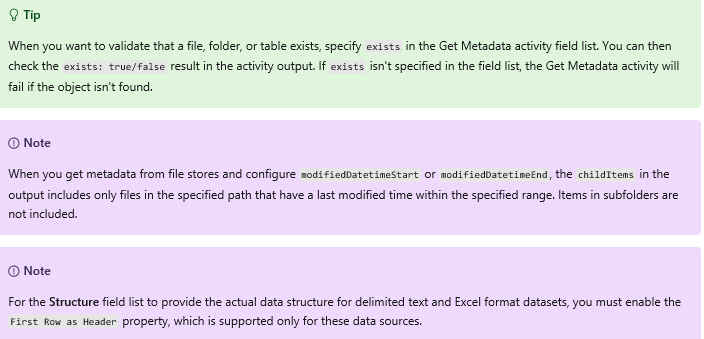 Tip
When you want to validate that a file, folder, or table exists, specify exists in the Get Metadata activity field list. You can then
check the exists: true/false result in the activity output. If exists isn't specified in the field list, the Get Metadata activity will
fail if the object isn't found.
Note
When you get metadata from file stores and configure modifiedDatetimeStart or modifiedDatetimeEnd, the childItems in the
output includes only files in the specified path that have a last modified time within the specified range. Items in subfolders are
not included.
Note
For the Structure field list to provide the actual data structure for delimited text and Excel format datasets, you must enable the
First Row as Header property, which is supported only for these data sources.